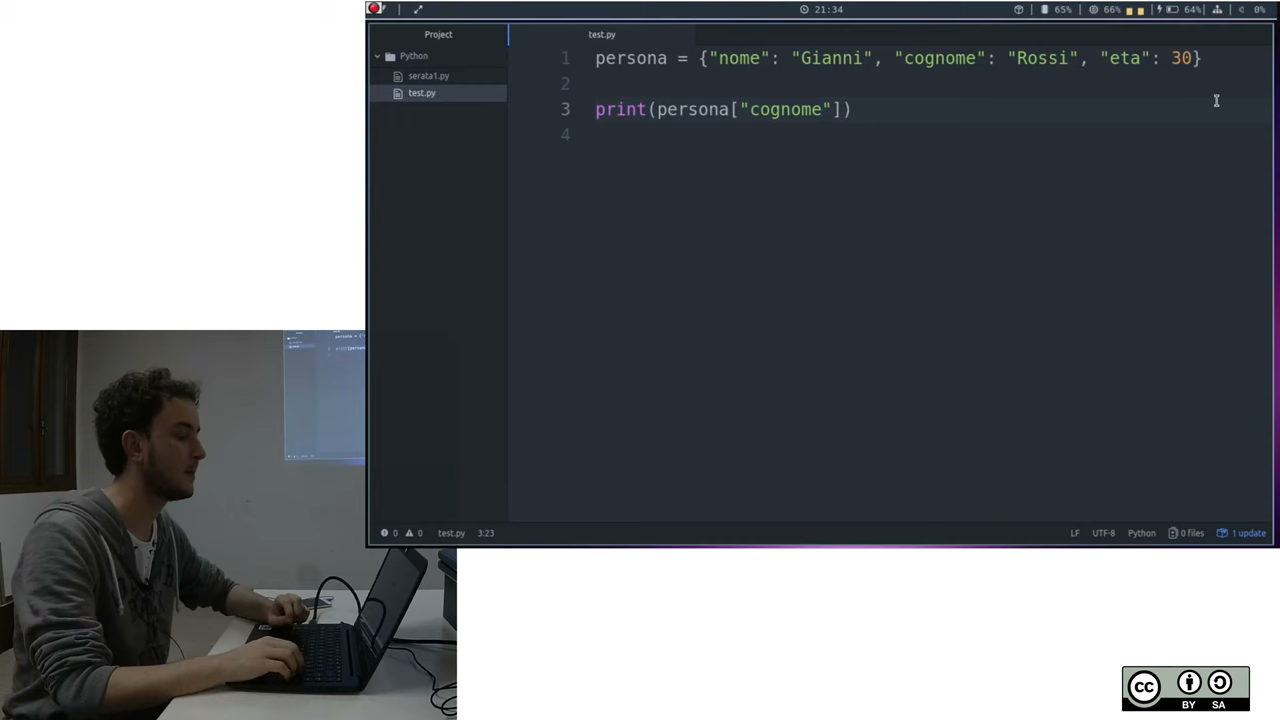 21:34
65%
66%
64%
0%
Project
test.py
Python
serata1.py
test.py
1 persona = {"nome": "Gianni", "cognome": "Rossi", "eta": 30}
2
3 print(persona["cognome"])
4
0
0
test.py
3:23
LF
UTF-8
Python
0 files
1 update
cc
BY SA